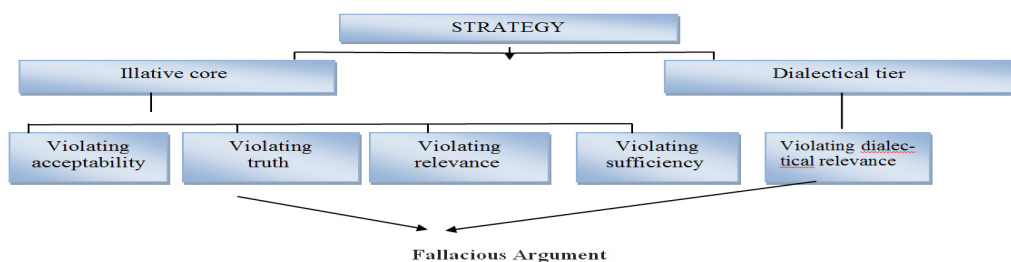 STRATEGY
Illative core
Dialectical tier
Violating
acceptability
Violating
truth
Violating
relevance
Violating
sufficiency
Violating dialec-
tical relevance
Fallacious Argument